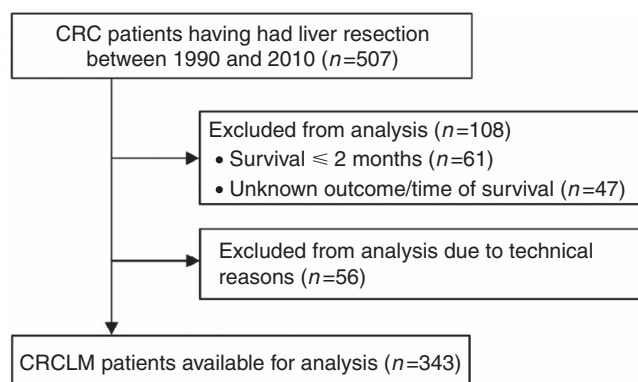 CRC patients having had liver resection
between 1990 and 2010 (n=507)
Excluded from analysis (n=108)
• Survival ⩽ 2 months (n=61)
• Unknown outcome/time of survival (n=47)
Excluded from analysis due to technical
reasons (n=56)
CRCLM patients available for analysis (n=343)